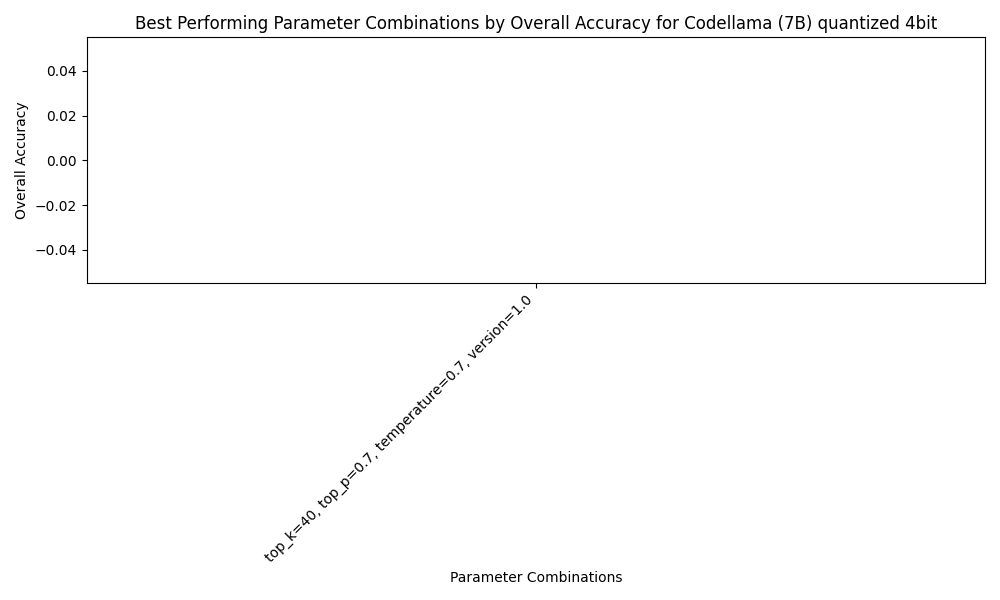 Best Performing Parameter Combinations by Overall Accuracy for Codellama (7B) quantized 4bit
Overall Accuracy
0.04
0.02
0.00
−0.02
−0.04
top_k=40, top_p=0.7, temperature=0.7, version=1.0
Parameter Combinations